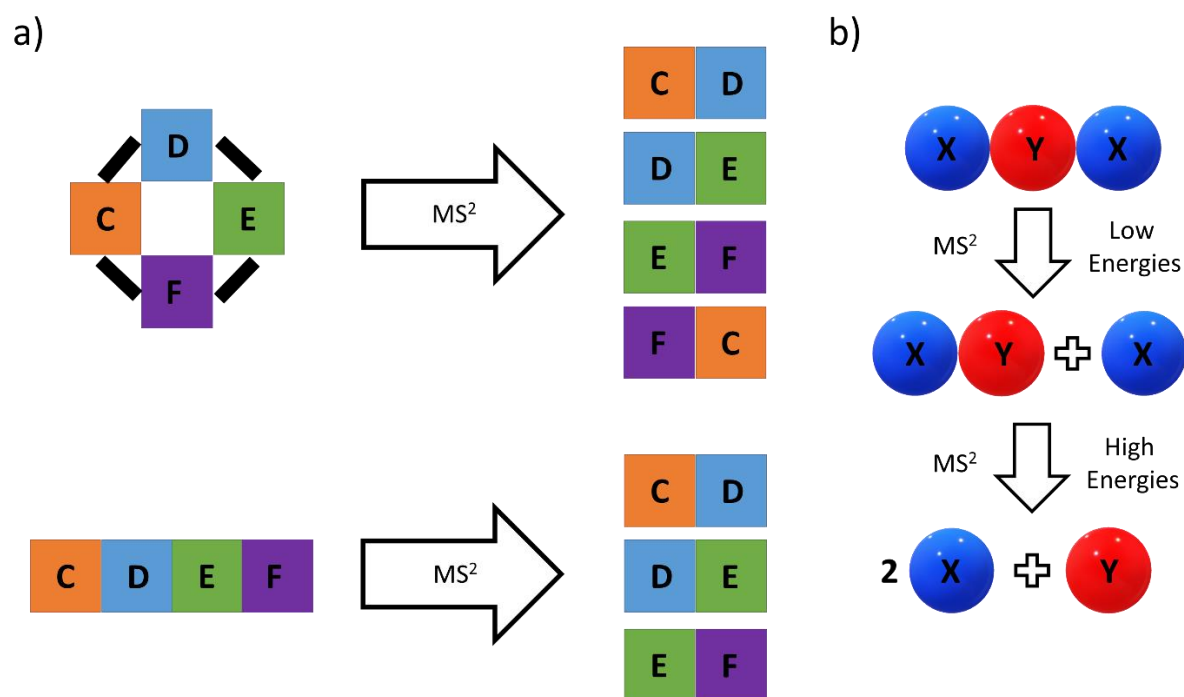 a)
D
C
E
F
MS²
C D
D E
E F
F C
C D E F
MS²
C D
D E
E F
b)
X Y X
MS²
Low
Energies
X Y X
MS²
High
Energies
2 X Y